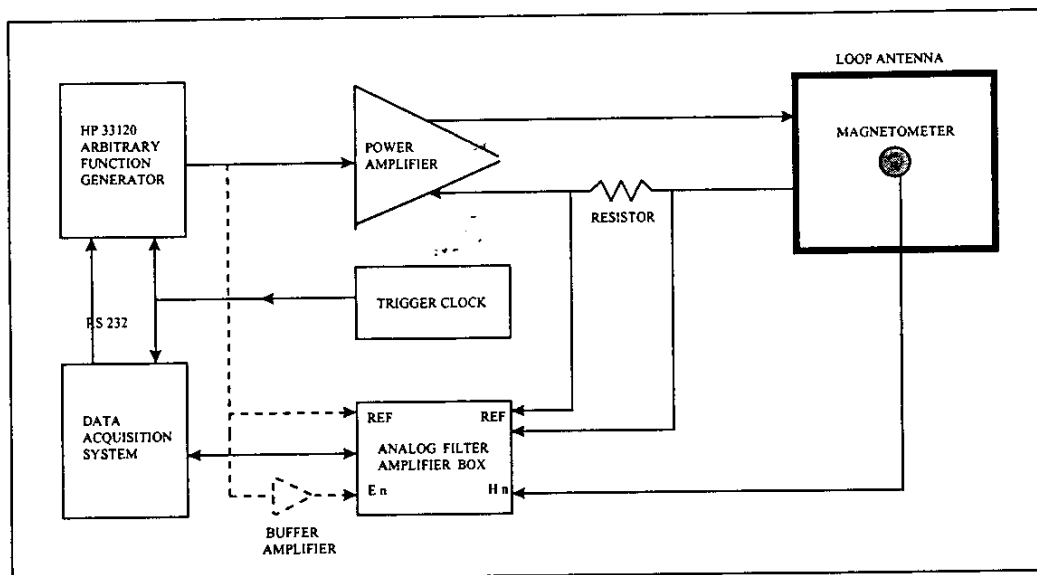 LOOP ANTENNA
HP 33120
ARBITRARY
FUNCTION
GENERATOR
POWER
AMPLIFIER
MAGNETOMETER
RESISTOR
TRIGGER CLOCK
RS 232
DATA
ACQUISITION
SYSTEM
REF REF
ANALOG FILTER
AMPLIFIER BOX
En Hn
BUFFER
AMPLIFIER